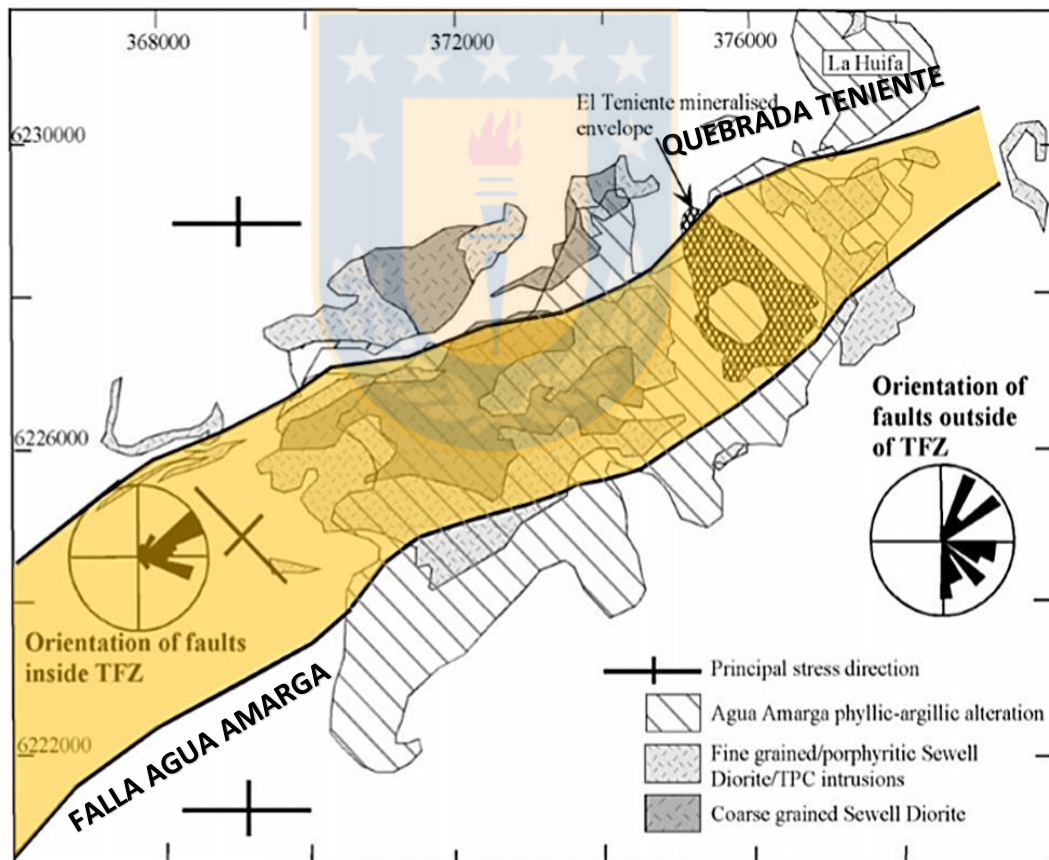 368000
372000
376000
La Huifa
El Teniente mineralised
envelope
QUEBRADA TENIENTE
6230000
6226000
Orientation of
faults outside
of TFZ
Orientation of faults
inside TFZ
FALLA AGUA AMARGA
6222000
Principal stress direction
Agua Amarga phyllic-argillic alteration
Fine grained/porphyritic Sewell
Diorite/TPC intrusions
Coarse grained Sewell Diorite